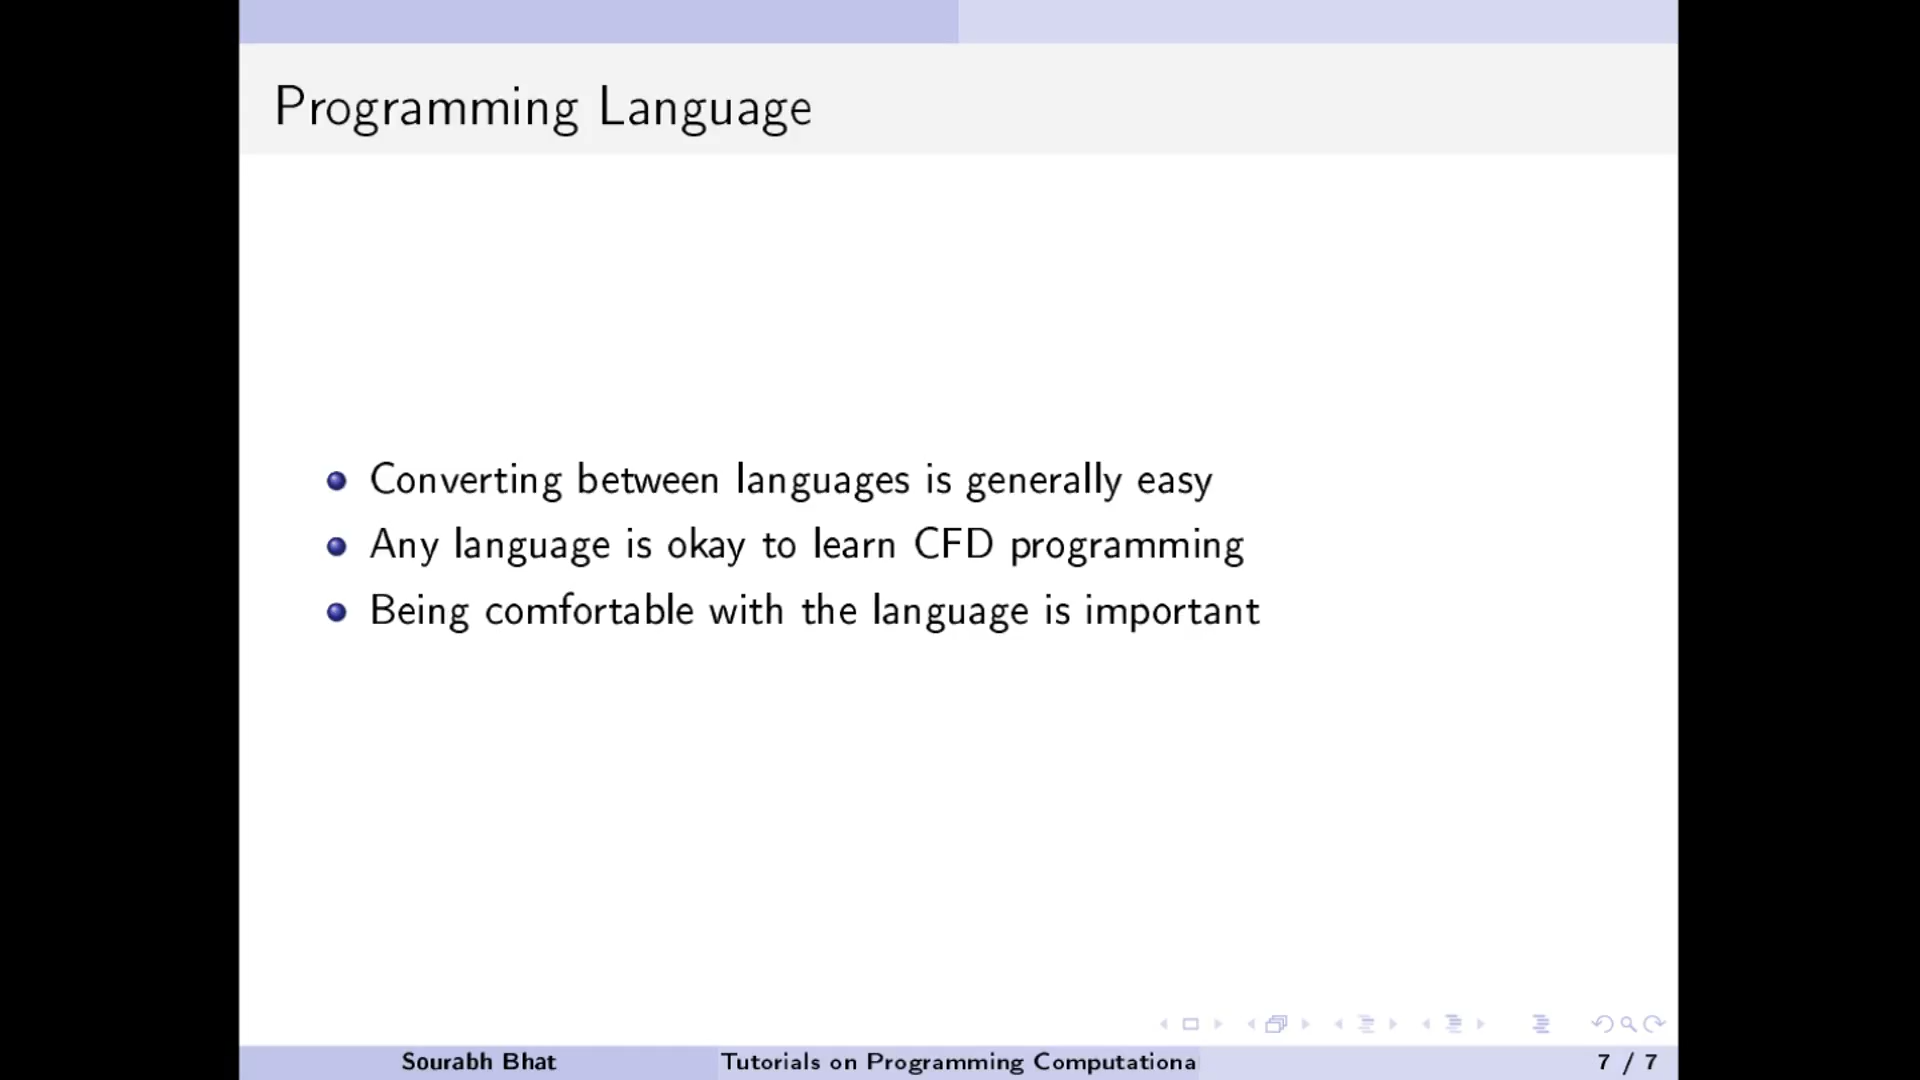 Programming Language
Converting between languages is generally easy
Any language is okay to learn CFD programming
Being comfortable with the language is important
Sourabh Bhat
Tutorials on Programming Computationa
7 / 7